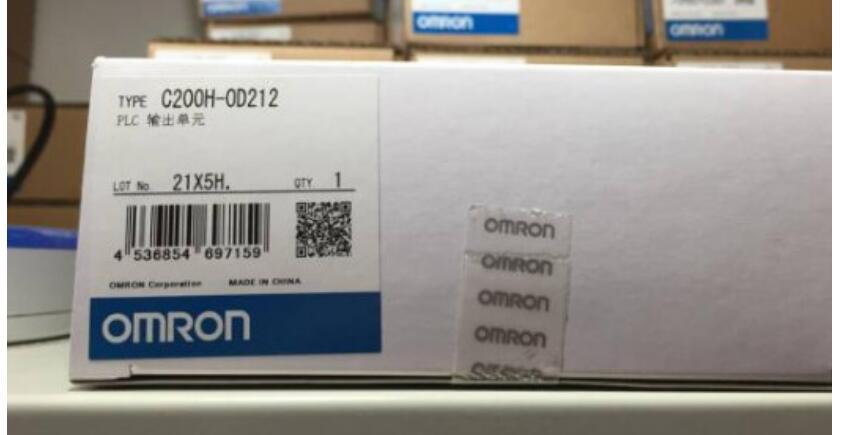 OMRON
OMRON
TYPE C200H-OD212
PLC 输出单元
LOT No. 21X5H. QTY 1
4 536854 697159
OMRON Corporation MADE IN CHINA
OMRON
OMRON
OMRON
OMRON
OMRON